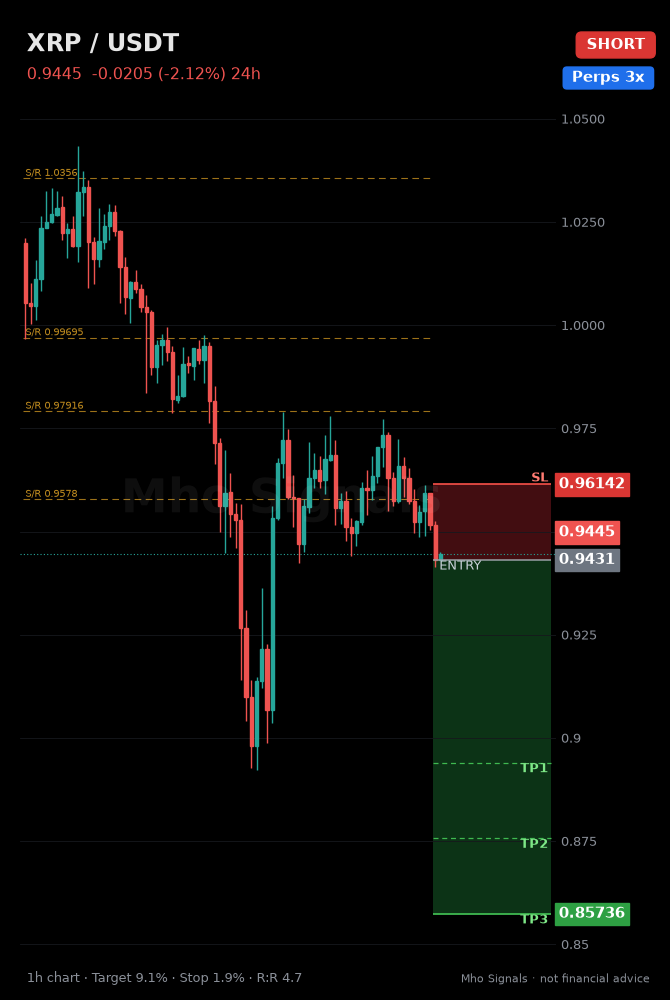 XRP / USDT
SHORT
0.9445 -0.0205 (-2.12%) 24h
Perps 3x
1.0500
S/R 1.0356
1.0250
S/R 0.99695
1.0000
S/R 0.97916
0.975
SL
0.96142
S/R 0.9578
Mho Signals
0.9445
0.9431
ENTRY
0.925
0.9
TP1
0.875
TP2
0.85736
TP3
0.85
1h chart · Target 9.1% · Stop 1.9% · R:R 4.7
Mho Signals · not financial advice